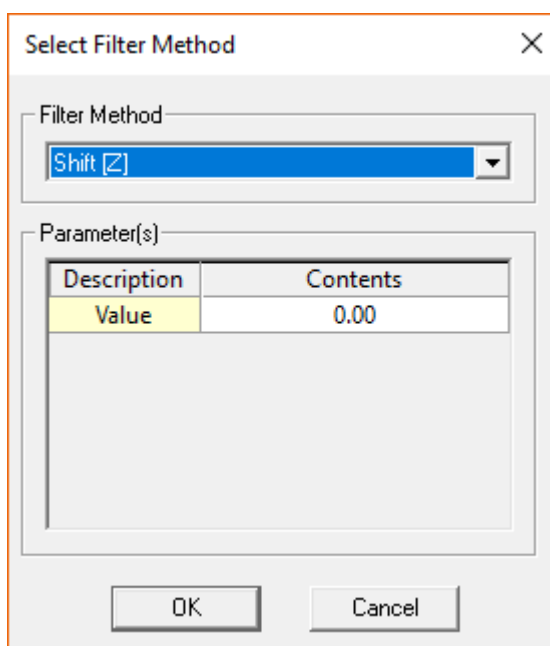 Select Filter Method
Filter Method
Shift [Z]
Parameter(s)
Description Contents
Value 0.00
OK Cancel